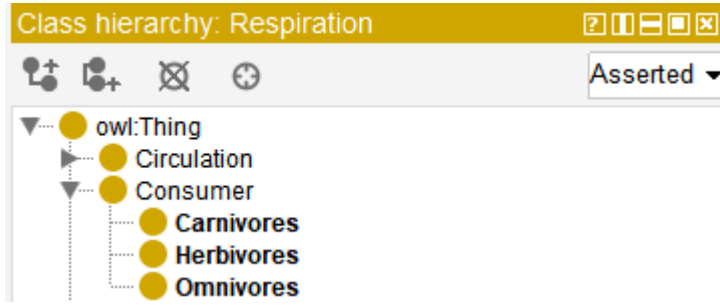 Class hierarchy: Respiration
Asserted
owl:Thing
Circulation
Consumer
Carnivores
Herbivores
Omnivores